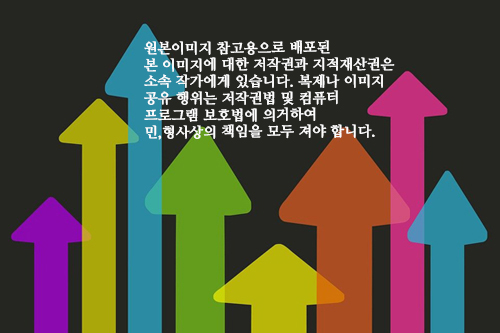 원본이미지 참고용으로 배포된
본 이미지에 대한 저작권과 지적재산권은
소속 작가에게 있습니다. 복제나 이미지
공유 행위는 저작권법 및 컴퓨터
프로그램 보호법에 의거하여
민,형사상의 책임을 모두 져야 합니다.